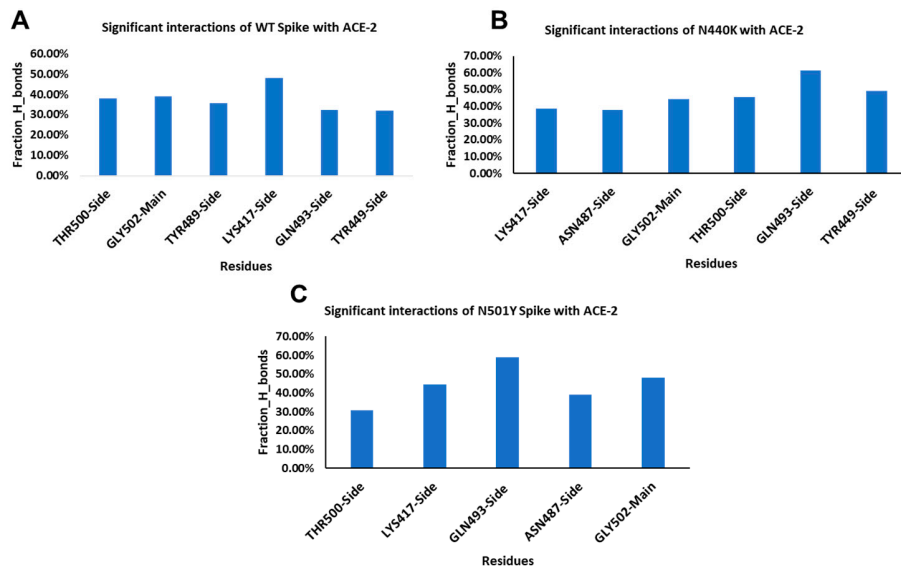 A
Significant interactions of WT Spike with ACE-2
Fraction_H_bonds
60.00%
50.00%
40.00%
30.00%
20.00%
10.00%
0.00%
THR500-Side
GLY502-Main
TYR489-Side
LYS417-Side
GLN493-Side
TYR449-Side
Residues
B
Significant interactions of N440K with ACE-2
Fraction_H_bonds
70.00%
60.00%
50.00%
40.00%
30.00%
20.00%
10.00%
0.00%
LYS417-Side
ASN487-Side
GLY502-Main
THR500-Side
GLN493-Side
TYR449-Side
Residues
C
Significant interactions of N501Y Spike with ACE-2
Fraction_H_bonds
70.00%
60.00%
50.00%
40.00%
30.00%
20.00%
10.00%
0.00%
THR500-Side
LYS417-Side
GLN493-Side
ASN487-Side
GLY502-Main
Residues